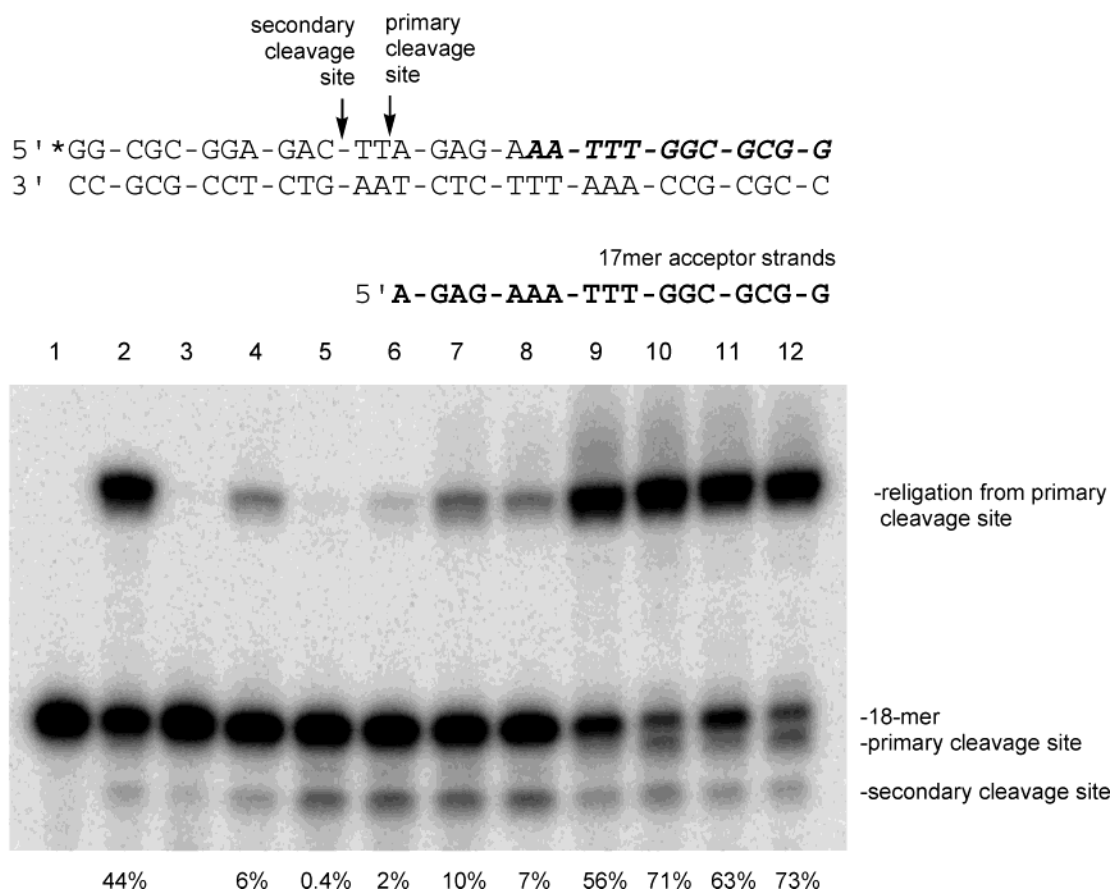 secondary cleavage site
primary cleavage site
5'*GG-CGC-GGA-GAC-TTA-GAG-AAA-TTT-GGC-GCG-G
3' CC-GCG-CCT-CTG-AAT-CTC-TTT-AAA-CCG-CGC-C
17mer acceptor strands
5'A-GAG-AAA-TTT-GGC-GCG-G
1 2 3 4 5 6 7 8 9 10 11 12
-religation from primary
cleavage site
-18-mer
-primary cleavage site
-secondary cleavage site
44% 6% 0.4% 2% 10% 7% 56% 71% 63% 73%